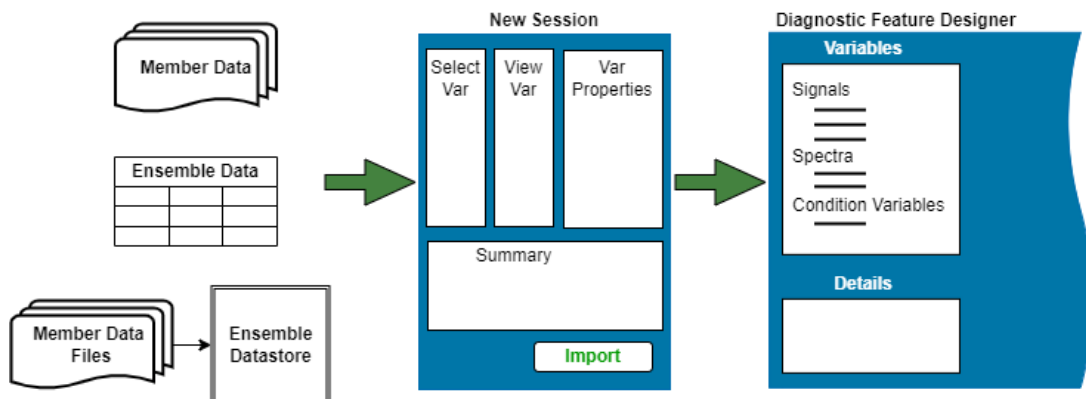 Member Data
Ensemble Data
Member Data
Files
Ensemble
Datastore
New Session
Select
Var
View
Var
Var
Properties
Summary
Import
Diagnostic Feature Designer
Variables
Signals
Spectra
Condition Variables
Details